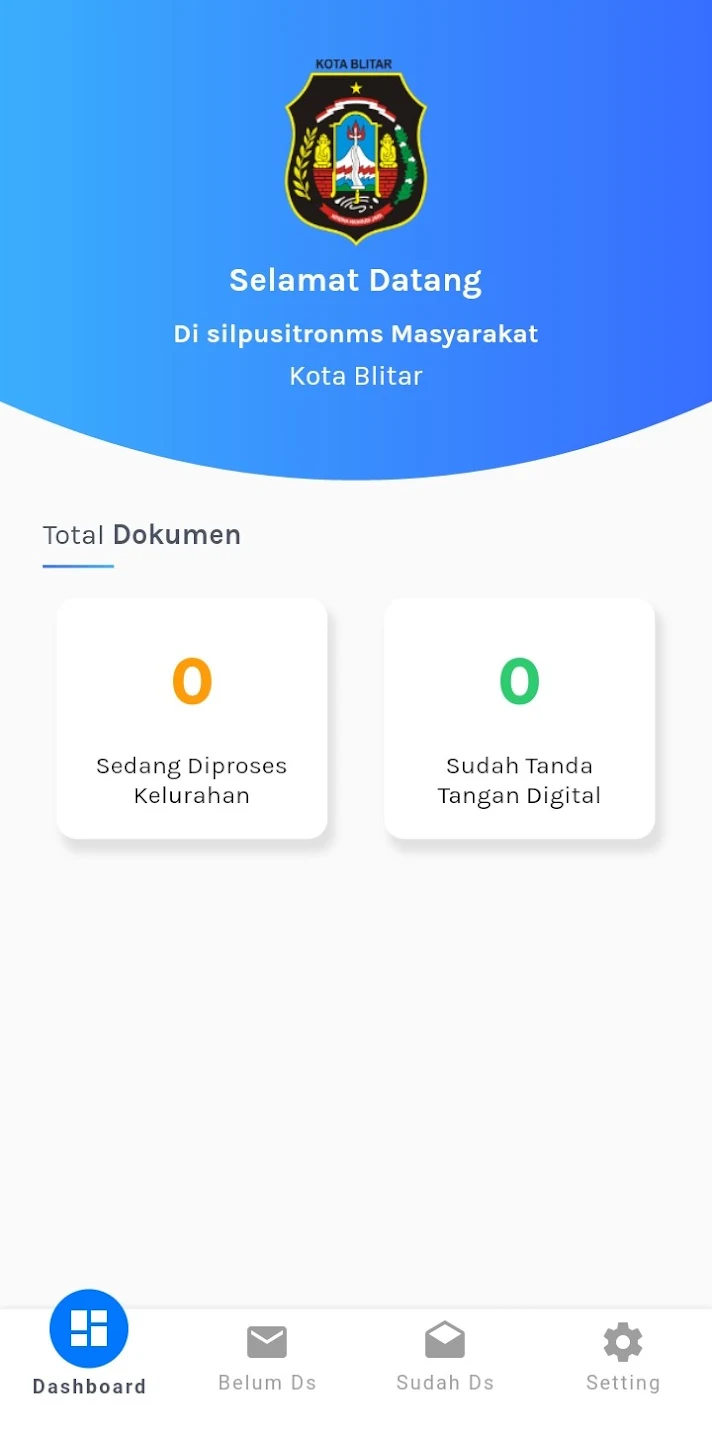 KOTA BLITAR
Selamat Datang
Di silpusitronms Masyarakat
Kota Blitar
Total Dokumen
0
Sedang Diproses
Kelurahan
0
Sudah Tanda
Tangan Digital
Dashboard
Belum Ds
Sudah Ds
Setting